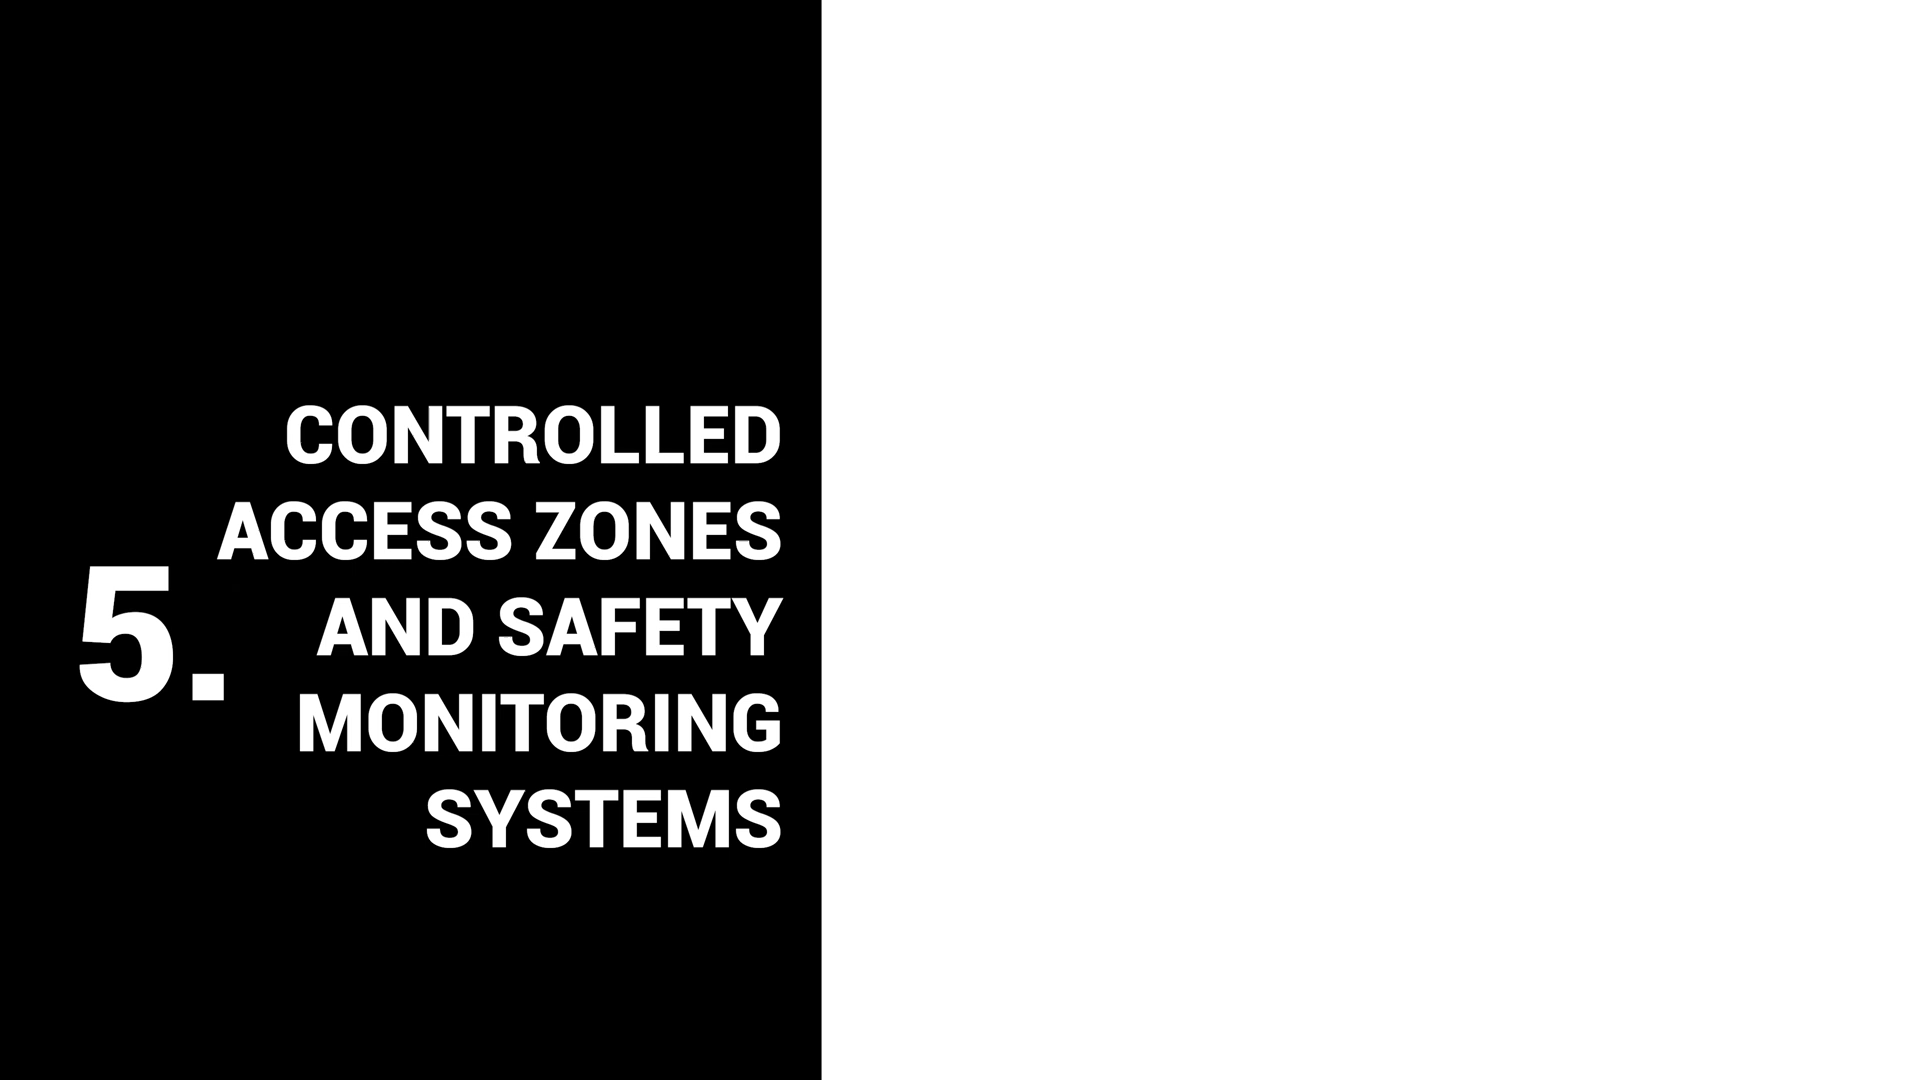 5.
CONTROLLED
ACCESS ZONES
AND SAFETY
MONITORING
SYSTEMS